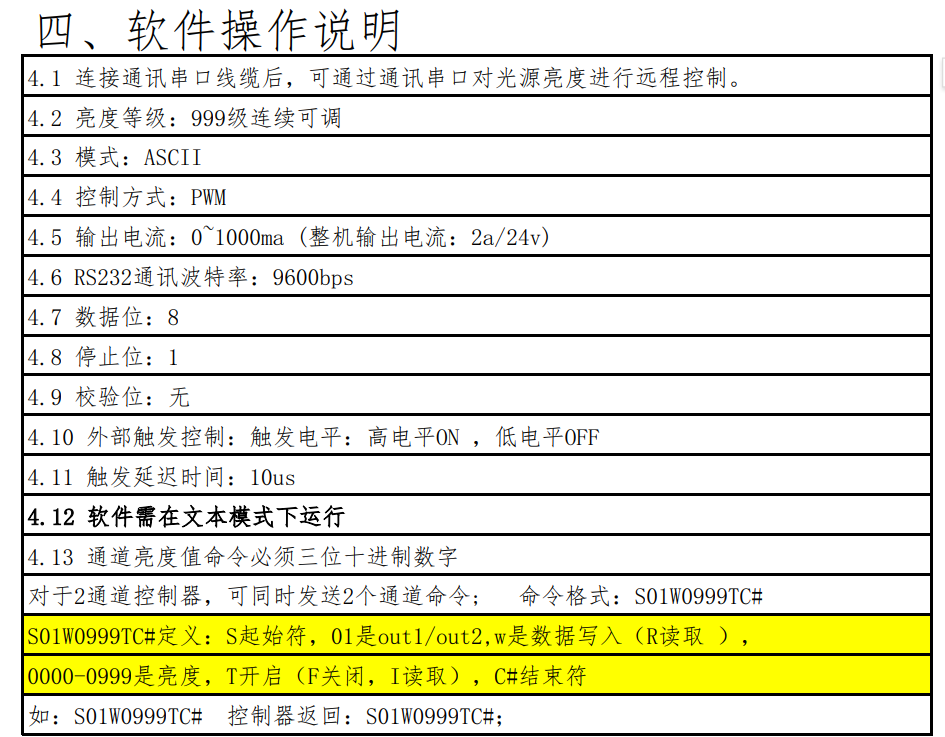 四、软件操作说明
4.1 连接通讯串口线缆后，可通过通讯串口对光源亮度进行远程控制。
4.2 亮度等级：999级连续可调
4.3 模式：ASCII
4.4 控制方式：PWM
4.5 输出电流：0~1000ma (整机输出电流：2a/24v)
4.6 RS232通讯波特率：9600bps
4.7 数据位：8
4.8 停止位：1
4.9 校验位：无
4.10 外部触发控制：触发电平：高电平ON ，低电平OFF
4.11 触发延迟时间：10us
4.12 软件需在文本模式下运行
4.13 通道亮度值命令必须三位十进制数字
对于2通道控制器，可同时发送2个通道命令； 命令格式：S01W0999TC#
S01W0999TC#定义：S起始符，01是out1/out2,w是数据写入（R读取 ），
0000-0999是亮度，T开启（F关闭，I读取），C#结束符
如：S01W0999TC# 控制器返回：S01W0999TC#；